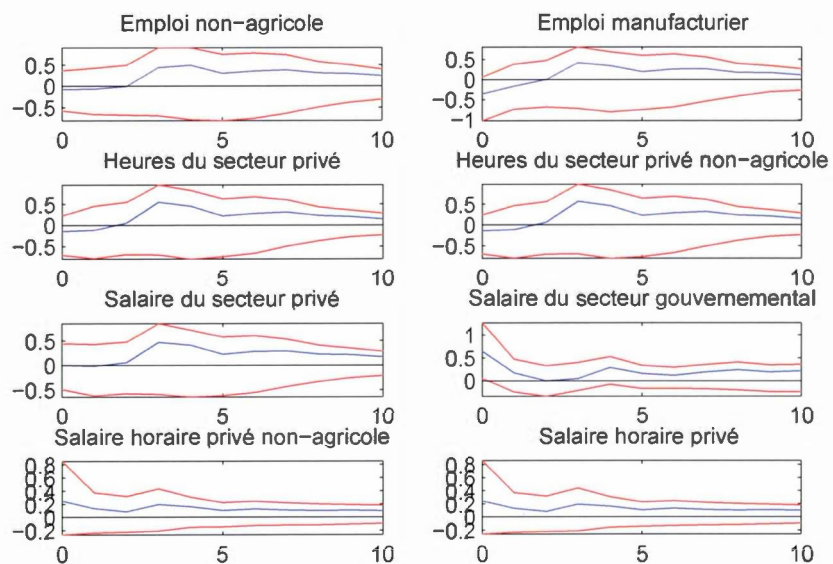 Emploi non-agricole
0.5
0
-0.5
0 5 10
Emploi manufacturier
0.5
0
-0.5
-1
0 5 10
Heures du secteur privé
0.5
0
-0.5
0 5 10
Heures du secteur privé non-agricole
0.5
0
-0.5
0 5 10
Salaire du secteur privé
0.5
0
-0.5
0 5 10
Salaire du secteur gouvernemental
1
0.5
0
0 5 10
Salaire horaire privé non-agricole
0.8
0.6
0.4
0.2
0
-0.2
0 5 10
Salaire horaire privé
0.8
0.6
0.4
0.2
0
-0.2
0 5 10